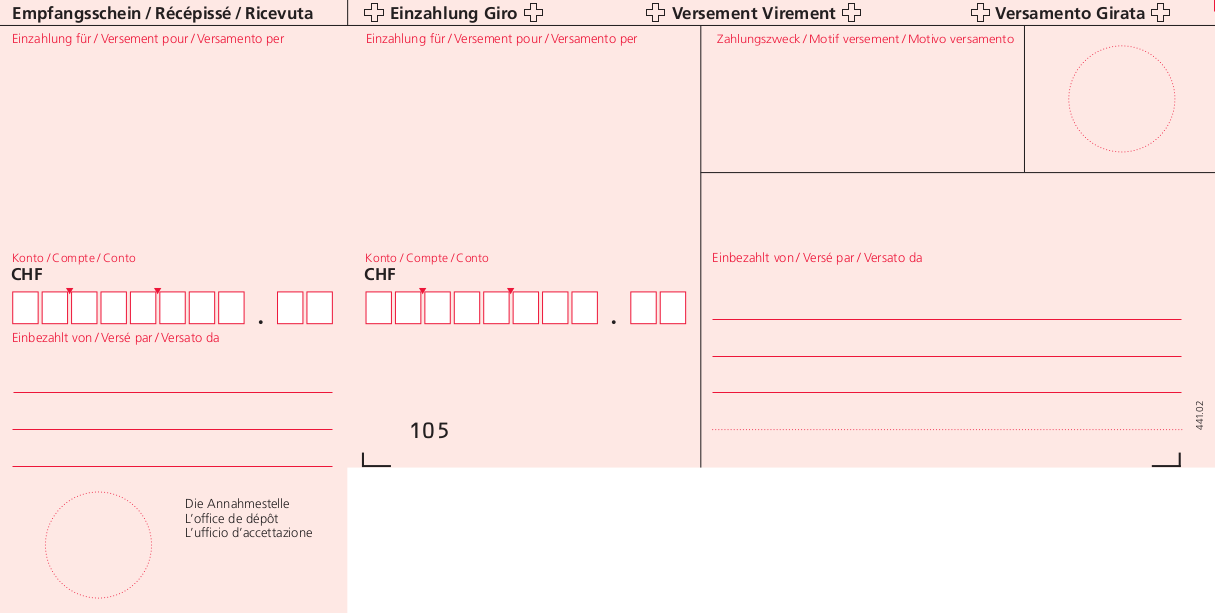 Empfangsschein / Récépissé / Ricevuta
Einzahlung für / Versement pour / Versamento per
Konto / Compte / Conto
CHF
.
Einbezahlt von / Versé par / Versato da
Die Annahmestelle
L’office de dépôt
L’ufficio d’accettazione
Einzahlung Giro
Versement Virement
Versamento Girata
Einzahlung für / Versement pour / Versamento per
Konto / Compte / Conto
CHF
.
105
Zahlungszweck / Motif versement / Motivo versamento
Einbezahlt von / Versé par / Versato da
441.02